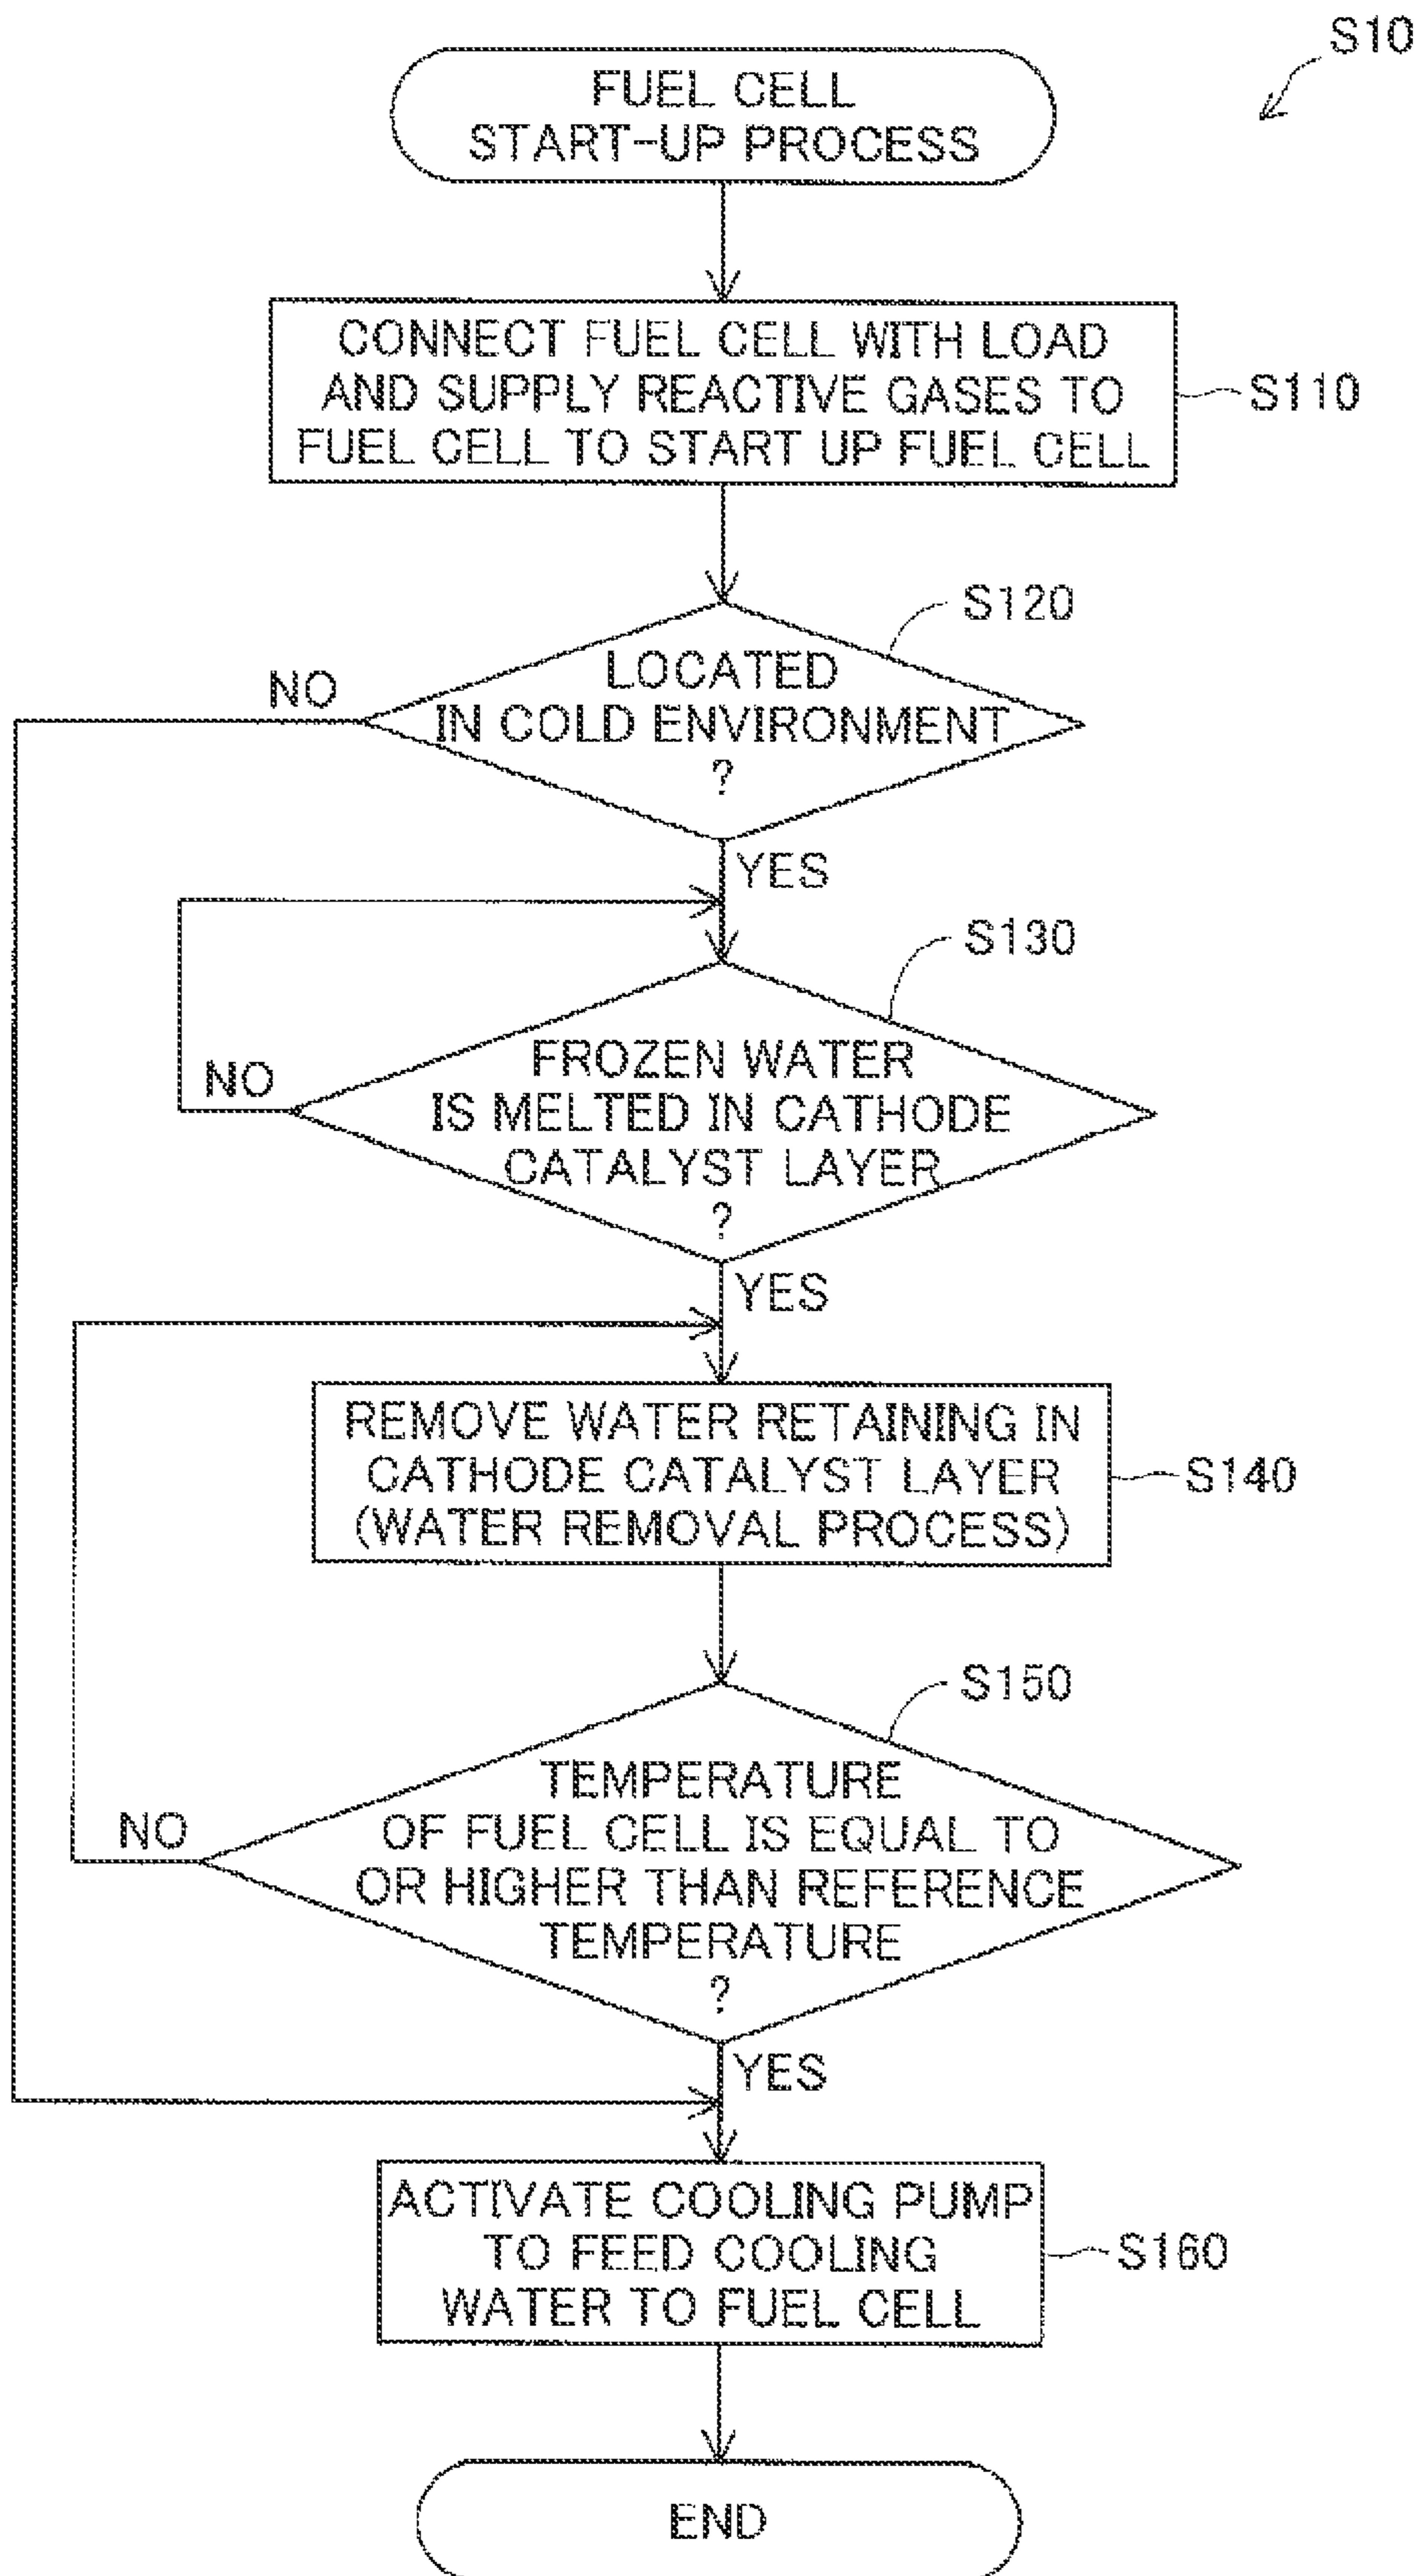 S10
FUEL CELL
START-UP PROCESS
CONNECT FUEL CELL WITH LOAD
AND SUPPLY REACTIVE GASES TO
FUEL CELL TO START UP FUEL CELL
S110
S120
NO
LOCATED
IN COLD ENVIRONMENT
?
YES
S130
NO
FROZEN WATER
IS MELTED IN CATHODE
CATALYST LAYER
?
YES
REMOVE WATER RETAINING IN
CATHODE CATALYST LAYER
(WATER REMOVAL PROCESS)
S140
S150
NO
TEMPERATURE
OF FUEL CELL IS EQUAL TO
OR HIGHER THAN REFERENCE
TEMPERATURE
?
YES
ACTIVATE COOLING PUMP
TO FEED COOLING
WATER TO FUEL CELL
S160
END